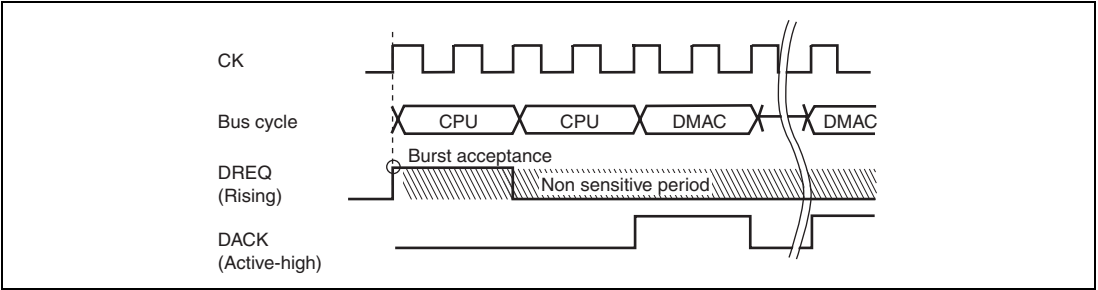 CK
Bus cycle
CPU
CPU
DMAC
DMAC
Burst acceptance
DREQ
(Rising)
Non sensitive period
DACK
(Active-high)